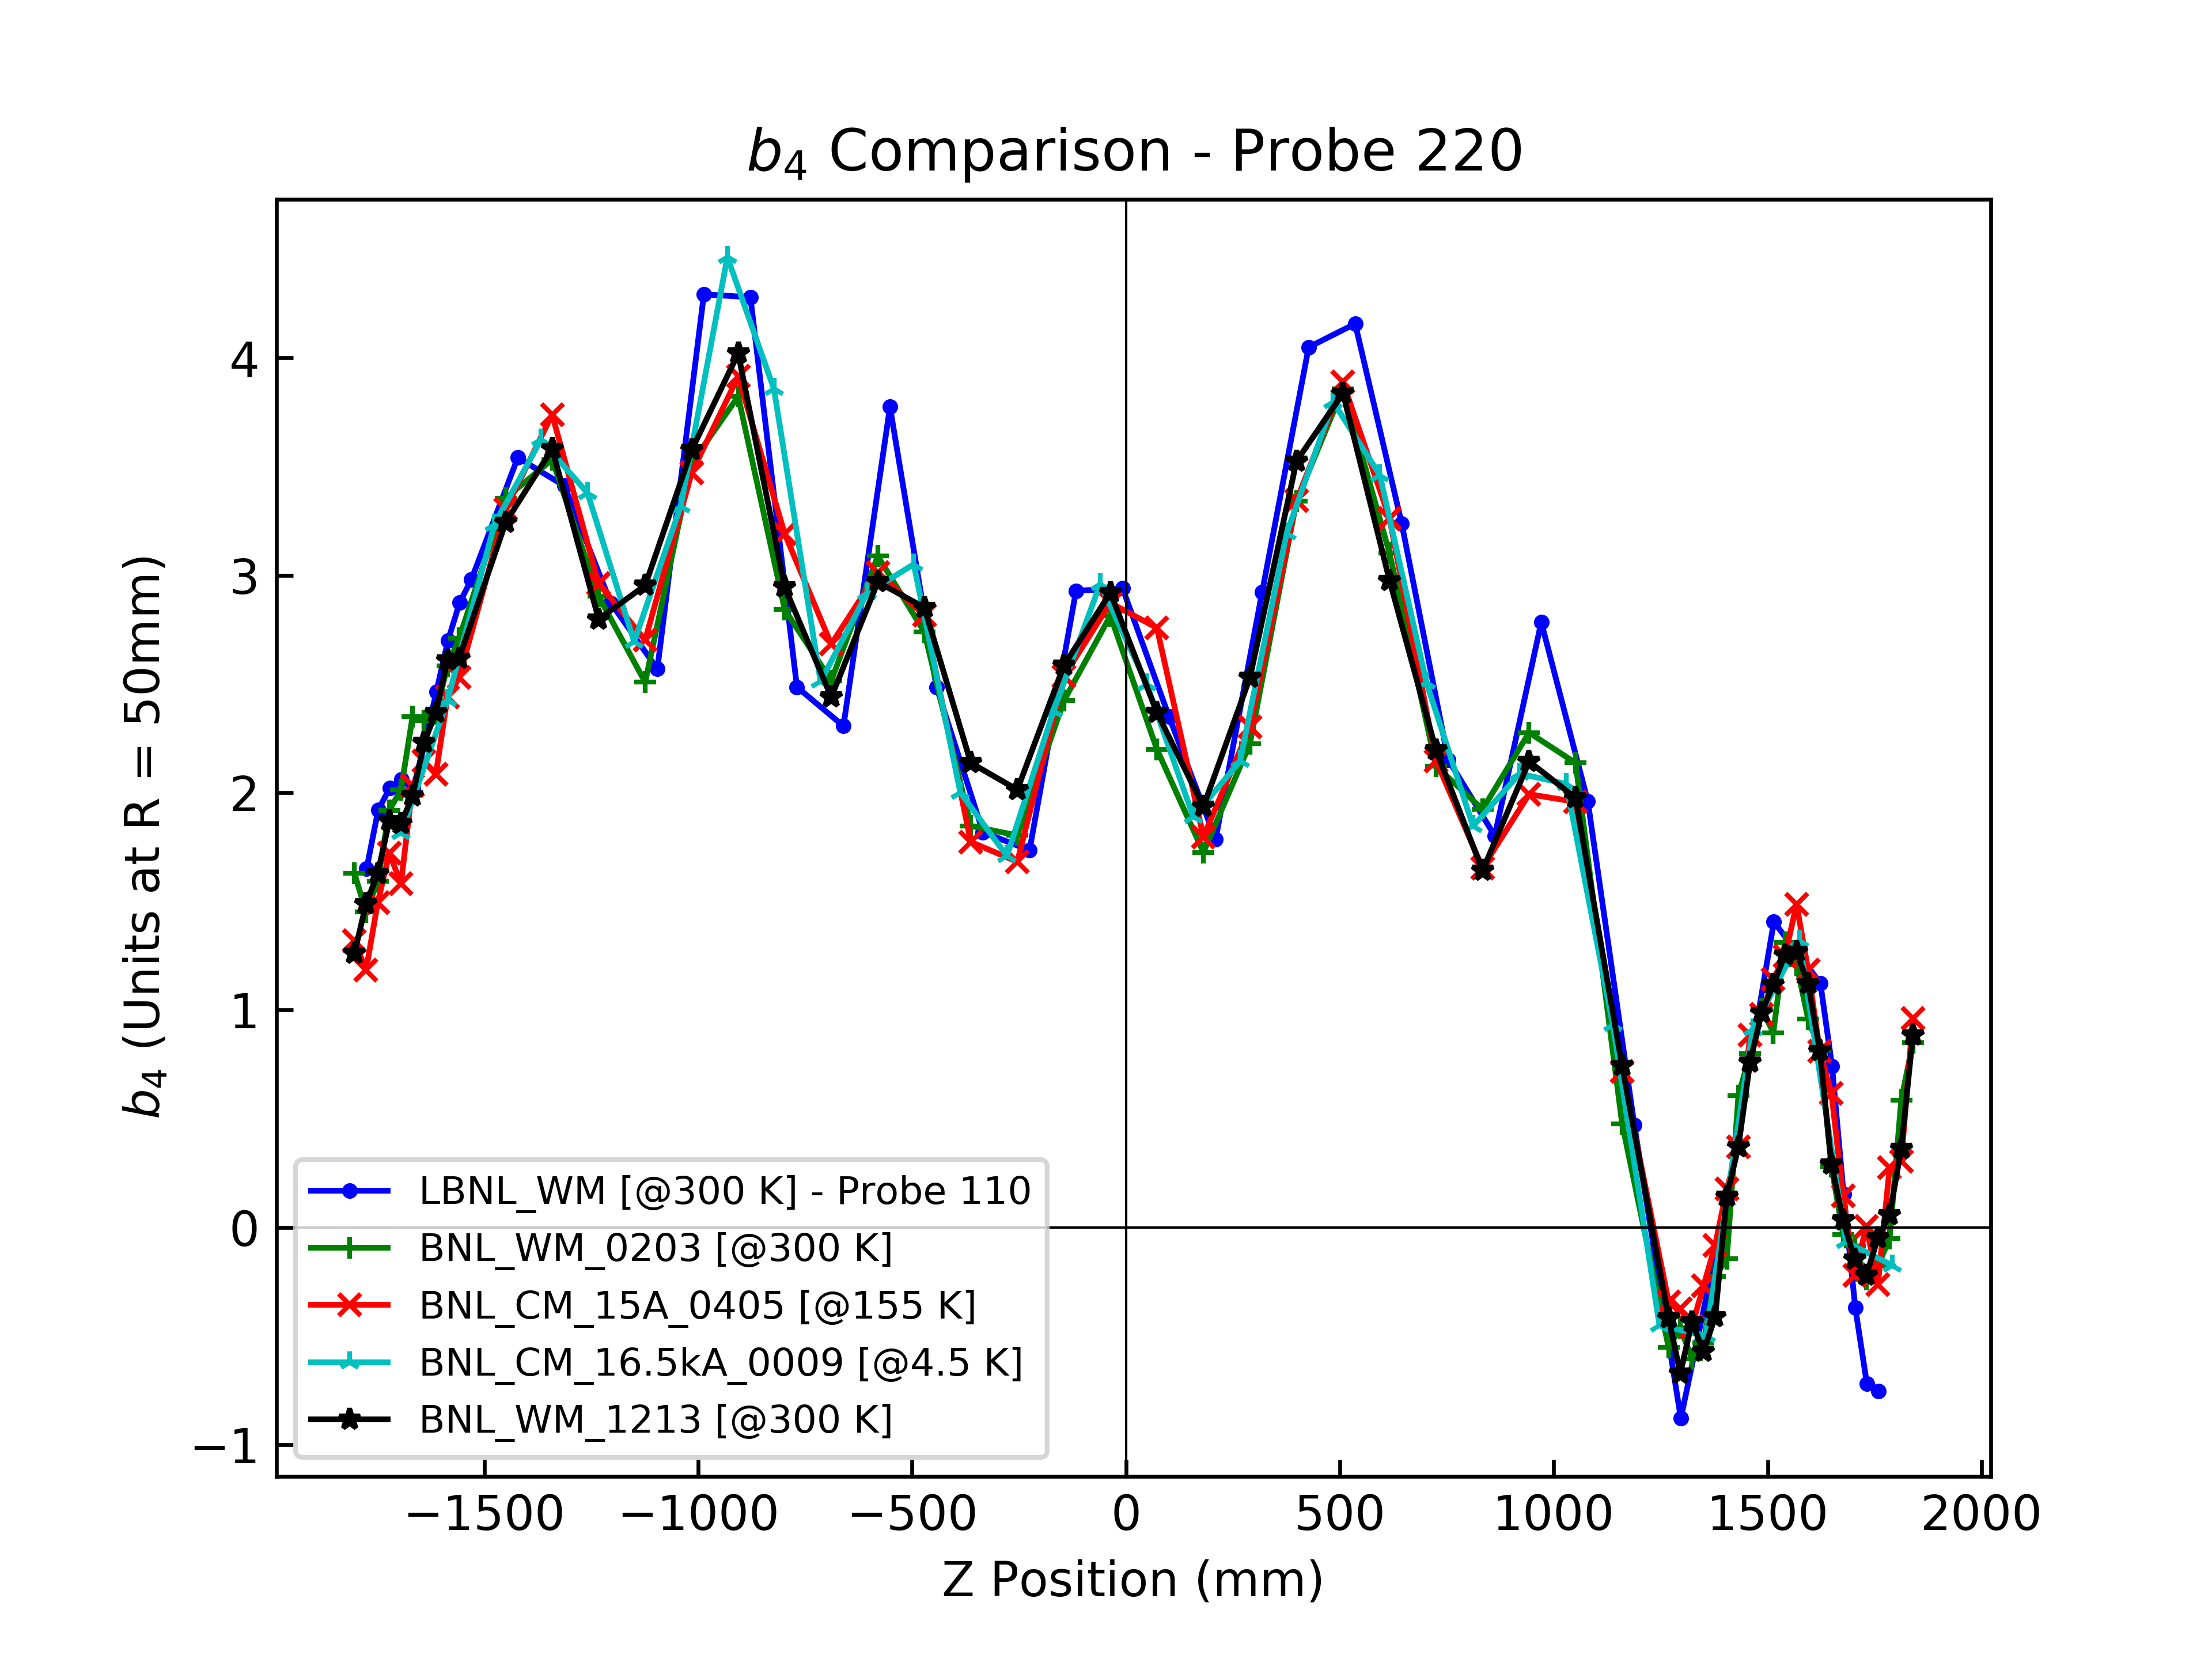 b4 Comparison - Probe 220
b4 (Units at R = 50mm)
4
3
2
1
0
−1
LBNL_WM [@300 K] - Probe 110
BNL_WM_0203 [@300 K]
BNL_CM_15A_0405 [@155 K]
BNL_CM_16.5kA_0009 [@4.5 K]
BNL_WM_1213 [@300 K]
−1500 −1000 −500 0 500 1000 1500 2000
Z Position (mm)